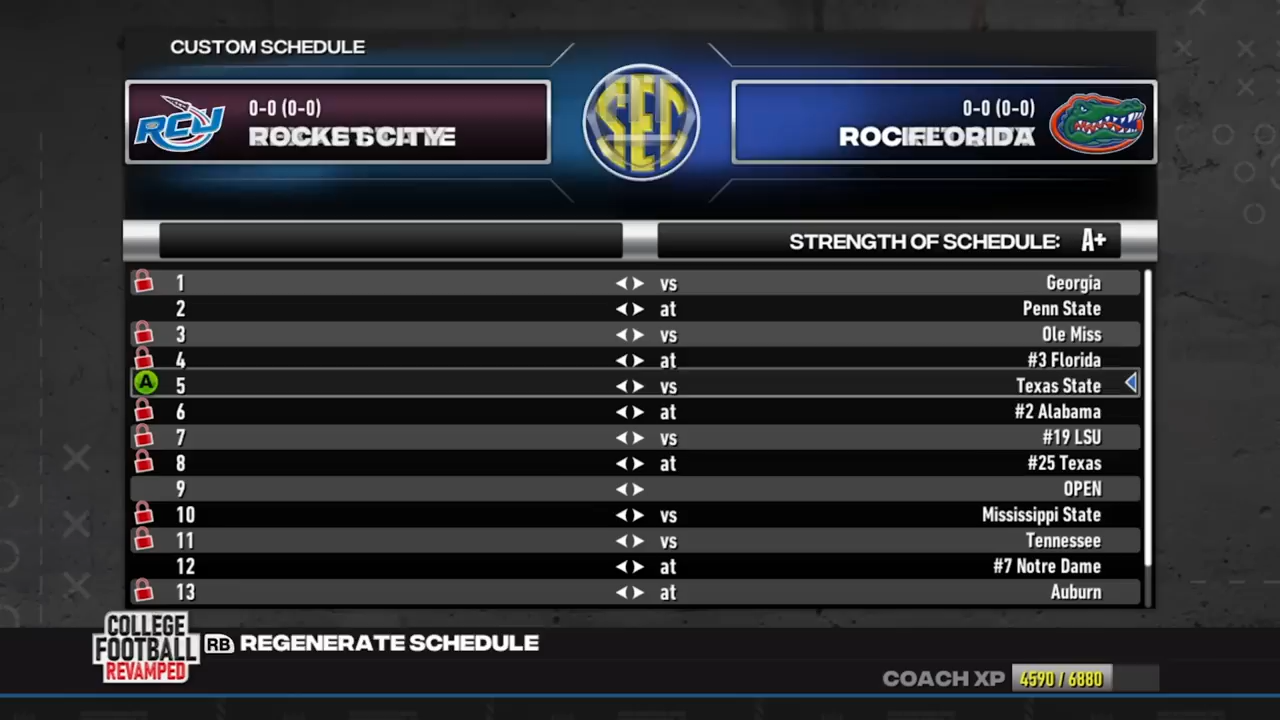 CUSTOM SCHEDULE
RCU
0-0 (0-0)
SEC
0-0 (0-0)
STRENGTH OF SCHEDULE: A+
1 vs Georgia
2 at Penn State
3 vs Ole Miss
4 at #3 Florida
A 5 vs Texas State
6 at #2 Alabama
7 vs #19 LSU
8 at #25 Texas
9 OPEN
10 vs Mississippi State
11 vs Tennessee
12 at #7 Notre Dame
13 at Auburn
COLLEGE
FOOTBALL
REVAMPED
RB REGENERATE SCHEDULE
COACH XP 4590 / 6880